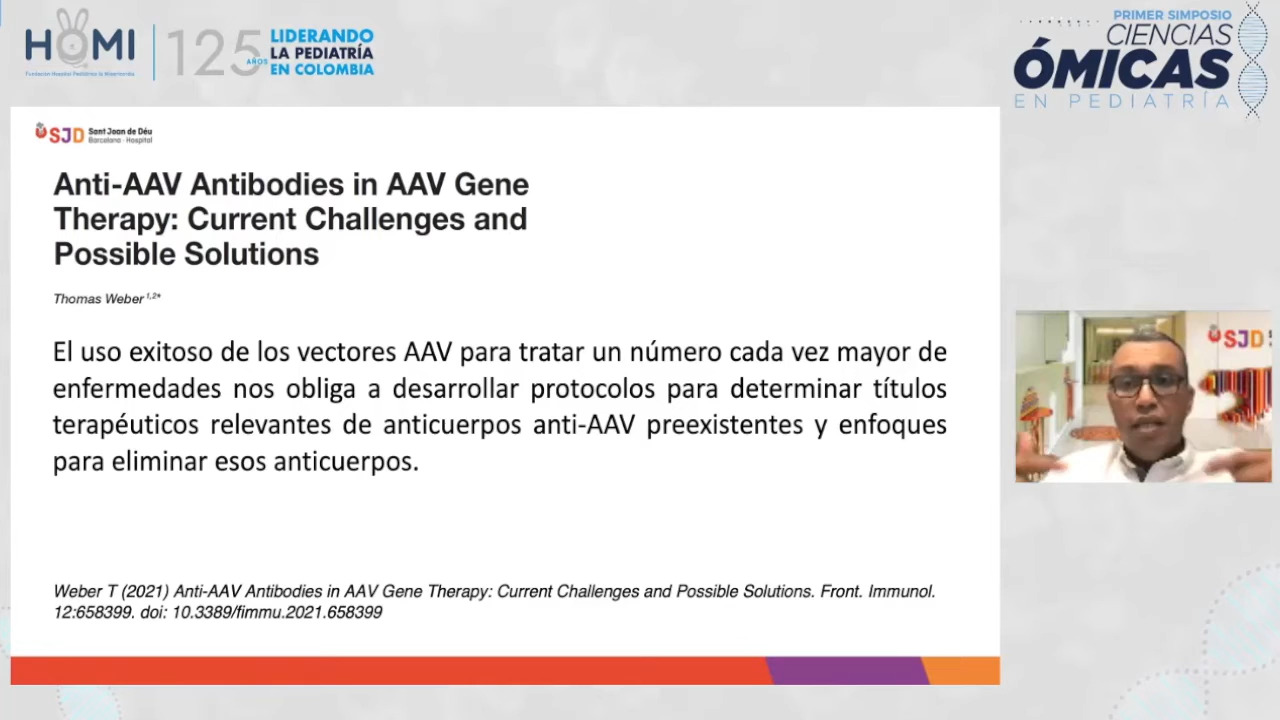 HOMI
Fundación Hospital Pediátrico la Misericordia
125 AÑOS
LIDERANDO
LA PEDIATRÍA
EN COLOMBIA
PRIMER SIMPOSIO
CIENCIAS
ÓMICAS
EN PEDIATRÍA
SJD Sant Joan de Déu
Barcelona · Hospital
Anti-AAV Antibodies in AAV Gene
Therapy: Current Challenges and
Possible Solutions
Thomas Weber 1,2*
El uso exitoso de los vectores AAV para tratar un número cada vez mayor de
enfermedades nos obliga a desarrollar protocolos para determinar títulos
terapéuticos relevantes de anticuerpos anti-AAV preexistentes y enfoques
para eliminar esos anticuerpos.
Weber T (2021) Anti-AAV Antibodies in AAV Gene Therapy: Current Challenges and Possible Solutions. Front. Immunol.
12:658399. doi: 10.3389/fimmu.2021.658399
SJD